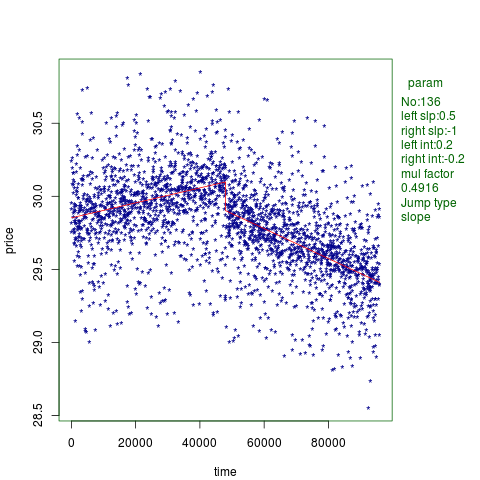 param
No:136
left slp:0.5
right slp:-1
left int:0.2
right int:-0.2
mul factor
0.4916
Jump type
slope
price
30.5
30.0
29.5
29.0
28.5
0 20000 40000 60000 80000
time